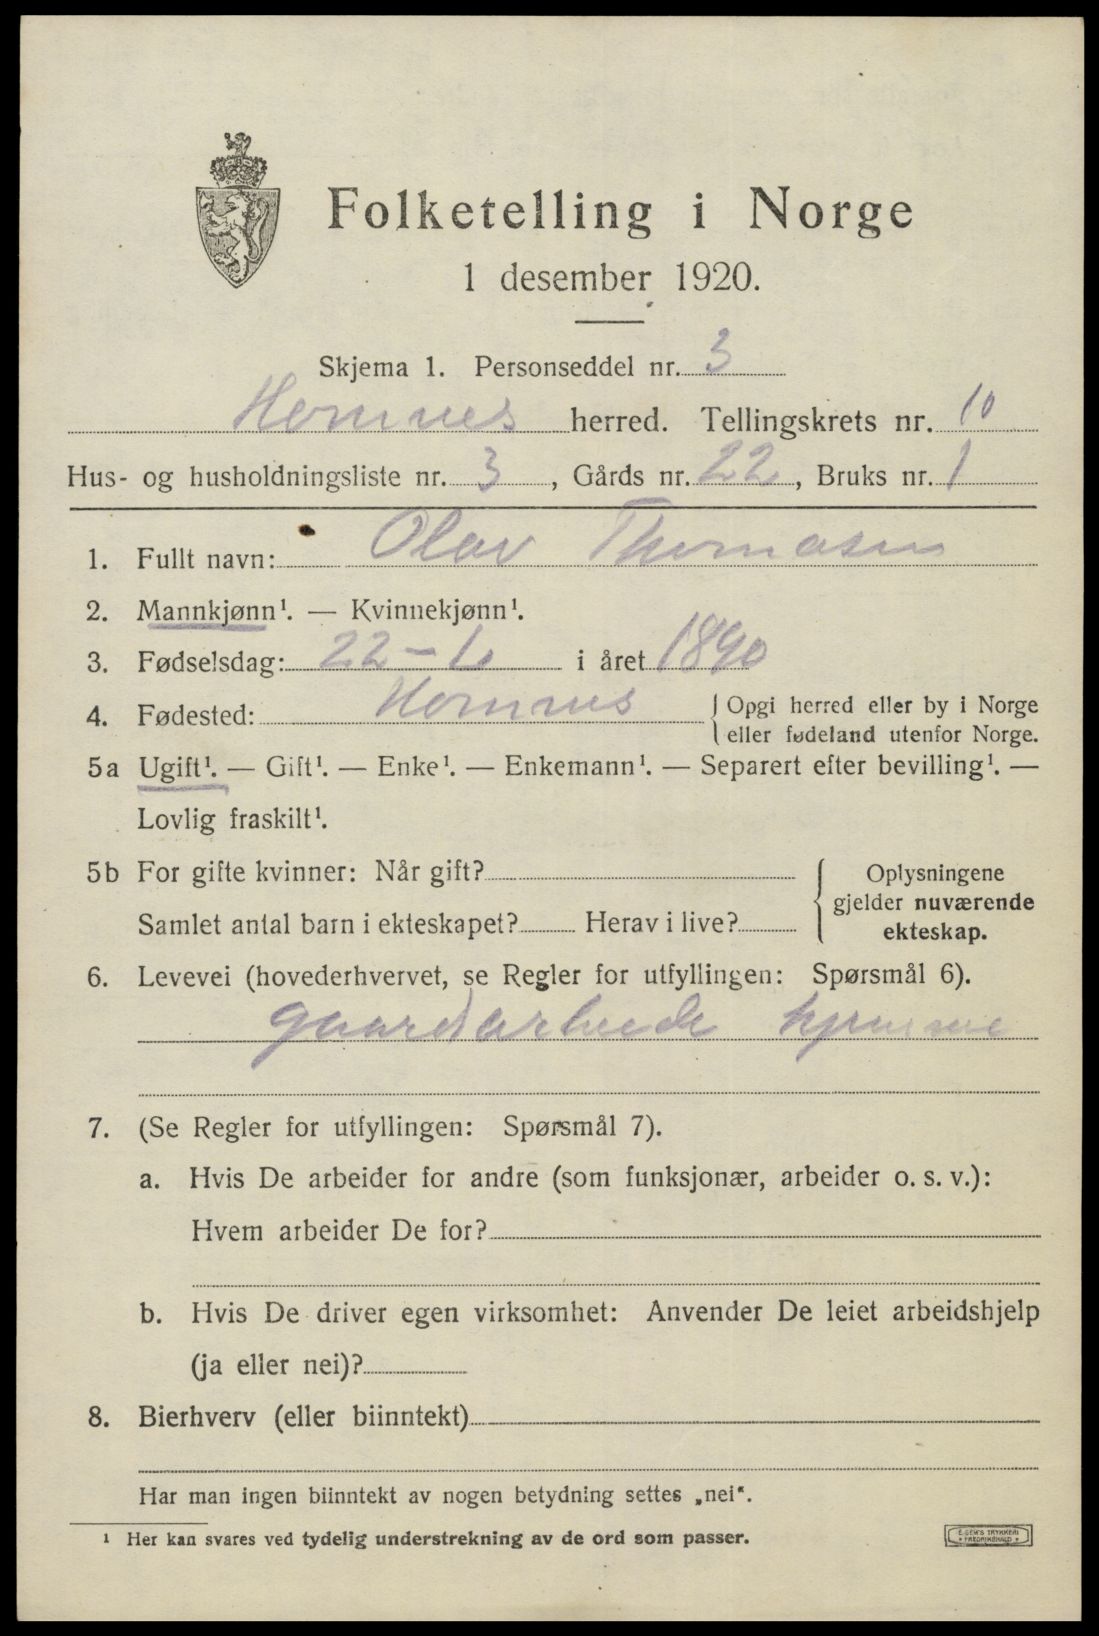 Folketelling i Norge
1 desember 1920.
Skjema 1. Personseddel nr. 3
Hemnes herred. Tellingskrets nr. 10
Hus- og husholdningsliste nr. 3, Gårds nr. 22, Bruks nr. 1
1. Fullt navn: Olav Thomasen
2. Mannkjønn¹. — Kvinnekjønn¹.
3. Fødselsdag: 22-6 i året 1890
4. Fødested: Hemnes { Opgi herred eller by i Norge
eller fødeland utenfor Norge.
5a Ugift¹. — Gift¹. — Enke¹. — Enkemann¹. — Separert efter bevilling¹. —
Lovlig fraskilt¹.
5b For gifte kvinner: Når gift?
Samlet antal barn i ekteskapet? Herav i live?
{ Oplysningene
gjelder nuværende
ekteskap.
6. Levevei (hovederhvervet, se Regler for utfyllingen: Spørsmål 6).
gaardarbeide hjemme
7. (Se Regler for utfyllingen: Spørsmål 7).
a. Hvis De arbeider for andre (som funksjonær, arbeider o. s. v.):
Hvem arbeider De for?
b. Hvis De driver egen virksomhet: Anvender De leiet arbeidshjelp
(ja eller nei)?
8. Bierhverv (eller biinntekt)
Har man ingen biinntekt av nogen betydning settes „nei“.
¹ Her kan svares ved tydelig understrekning av de ord som passer.
E. SEM'S TRYKKERI
FREDRIKSHALD